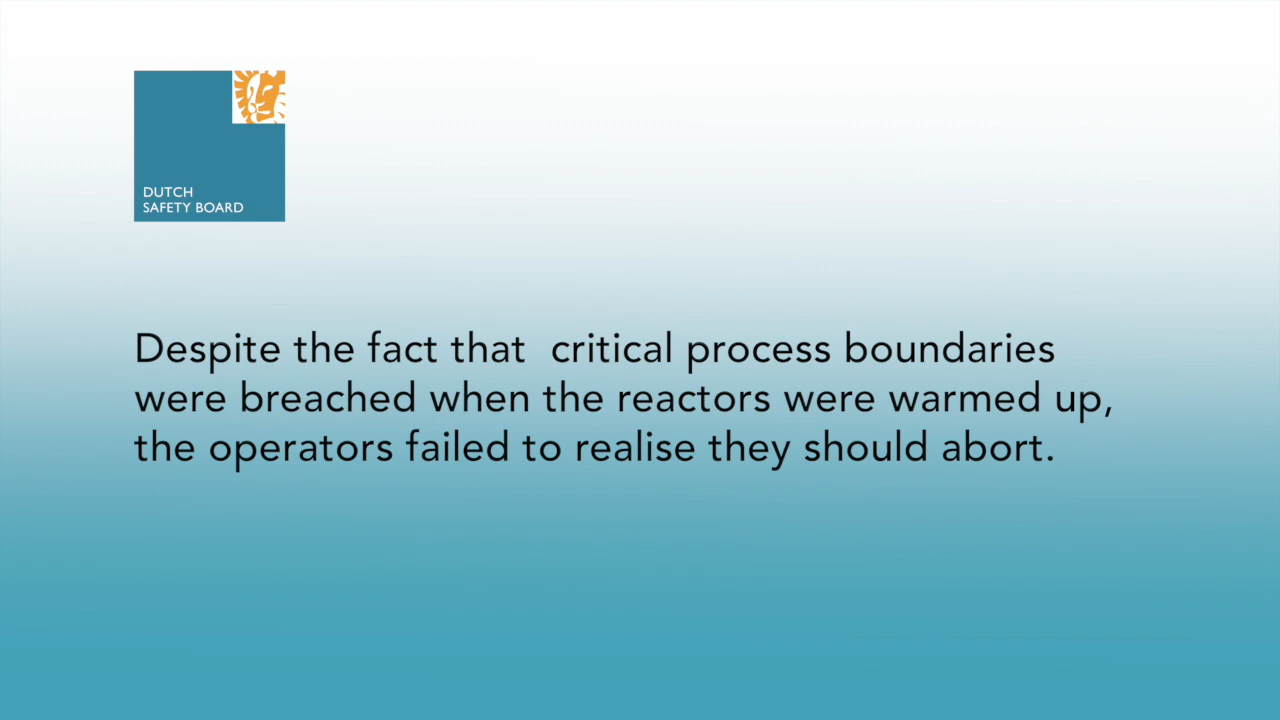 DUTCH
SAFETY BOARD
Despite the fact that  critical process boundaries
were breached when the reactors were warmed up,
the operators failed to realise they should abort.